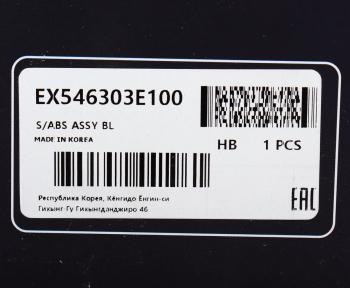 EX546303E100
S/ABS ASSY BL
MADE IN KOREA
HB 1 PCS
Республика Корея, Кёнгидо Ёнгин-си
Гихынг-Гу Гихынгданджиро 46
EAC